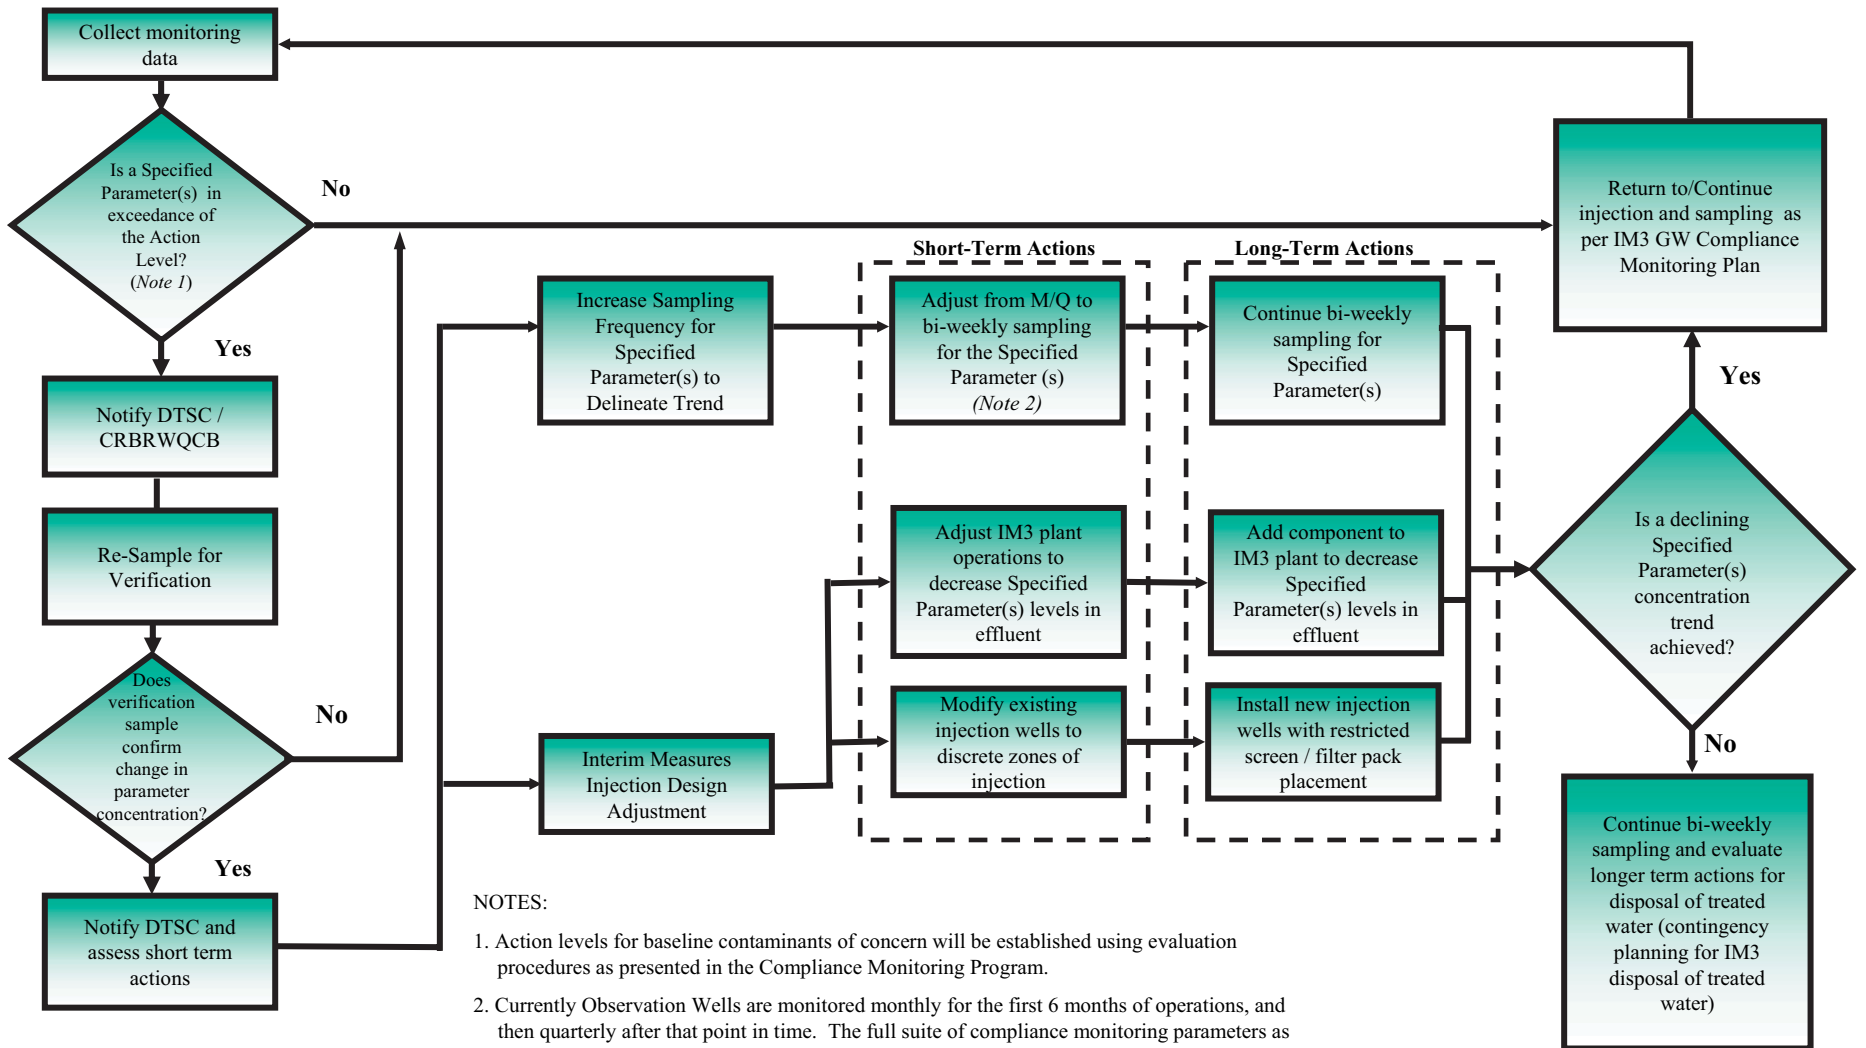 Collect monitoring
data
Is a Specified
Parameter(s) in
exceedance of
the Action
Level?
(Note 1)
No
Yes
Notify DTSC /
CRBRWQCB
Re-Sample for
Verification
Does
verification
sample
confirm
change in
parameter
concentration?
No
Yes
Notify DTSC and
assess short term
actions
Increase Sampling
Frequency for
Specified
Parameter(s) to
Delineate Trend
Interim Measures
Injection Design
Adjustment
Short-Term Actions
Adjust from M/Q to
bi-weekly sampling
for the Specified
Parameter (s)
(Note 2)
Adjust IM3 plant
operations to
decrease Specified
Parameter(s) levels in
effluent
Modify existing
injection wells to
discrete zones of
injection
Long-Term Actions
Continue bi-weekly
sampling for
Specified
Parameter(s)
Add component to
IM3 plant to decrease
Specified
Parameter(s) levels in
effluent
Install new injection
wells with restricted
screen / filter pack
placement
Return to/Continue
injection and sampling as
per IM3 GW Compliance
Monitoring Plan
Yes
Is a declining
Specified
Parameter(s)
concentration
trend
achieved?
No
Continue bi-weekly
sampling and evaluate
longer term actions for
disposal of treated
water (contingency
planning for IM3
disposal of treated
water)
NOTES:
1. Action levels for baseline contaminants of concern will be established using evaluation
procedures as presented in the Compliance Monitoring Program.
2. Currently Observation Wells are monitored monthly for the first 6 months of operations, and
then quarterly after that point in time. The full suite of compliance monitoring parameters as